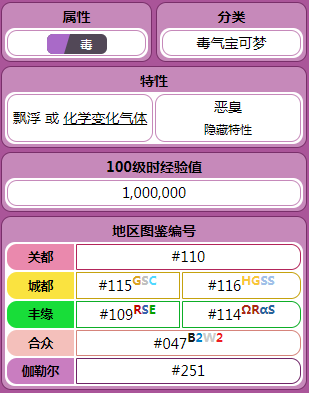 属性 分类
毒 毒气宝可梦
特性
飘浮 或 化学变化气体 恶臭
隐藏特性
100级时经验值
1,000,000
地区图鉴编号
关都 #110
城都 #115GSC #116HGSS
丰缘 #109RSE #114ΩRαS
合众 #047B2W2
伽勒尔 #251